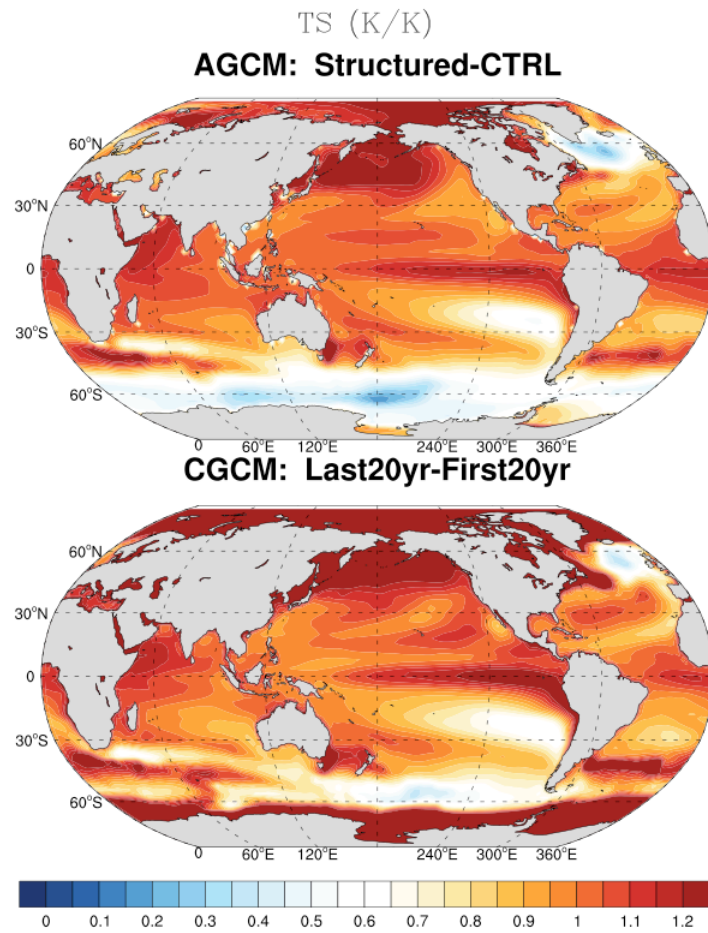 TS (K/K)
AGCM: Structured-CTRL
60°N
30°N
0
30°S
60°S
0 60°E 120°E 240°E 300°E 360°E
CGCM: Last20yr-First20yr
60°N
30°N
0
30°S
60°S
0 60°E 120°E 240°E 300°E 360°E
0 0.1 0.2 0.3 0.4 0.5 0.6 0.7 0.8 0.9 1 1.1 1.2